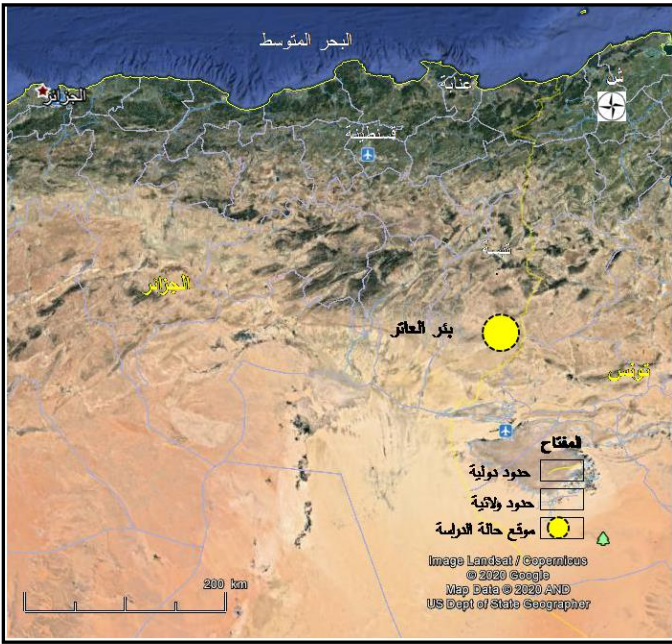 البحر المتوسط
ش
الجزائر
عنابة
قسنطينة
تبسة
الجزائر
بئر العاتر
تونس
المفتاح
حدود دولية
حدود ولائية
موقع حالة الدراسة
200 km
Image Landsat / Copernicus
© 2020 Google
Map Data © 2020 AND
US Dept of State Geographer